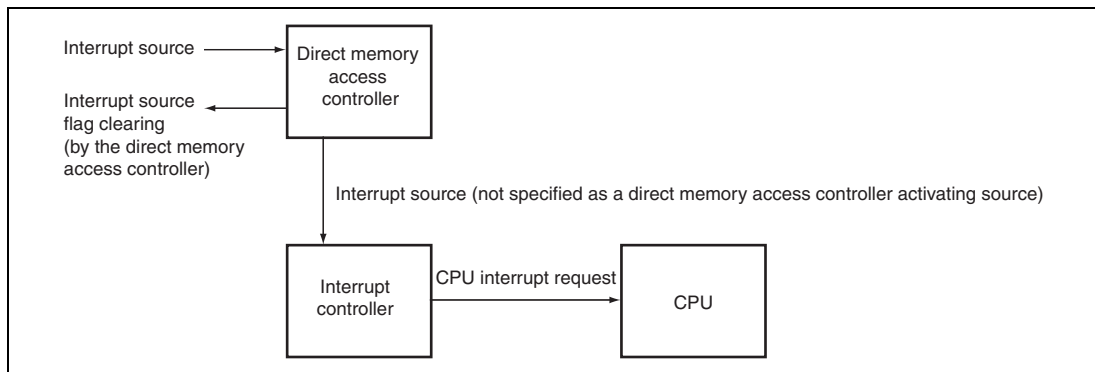 Interrupt source
Direct memory
access
controller
Interrupt source
flag clearing
(by the direct memory
access controller)
Interrupt source (not specified as a direct memory access controller activating source)
Interrupt
controller
CPU interrupt request
CPU